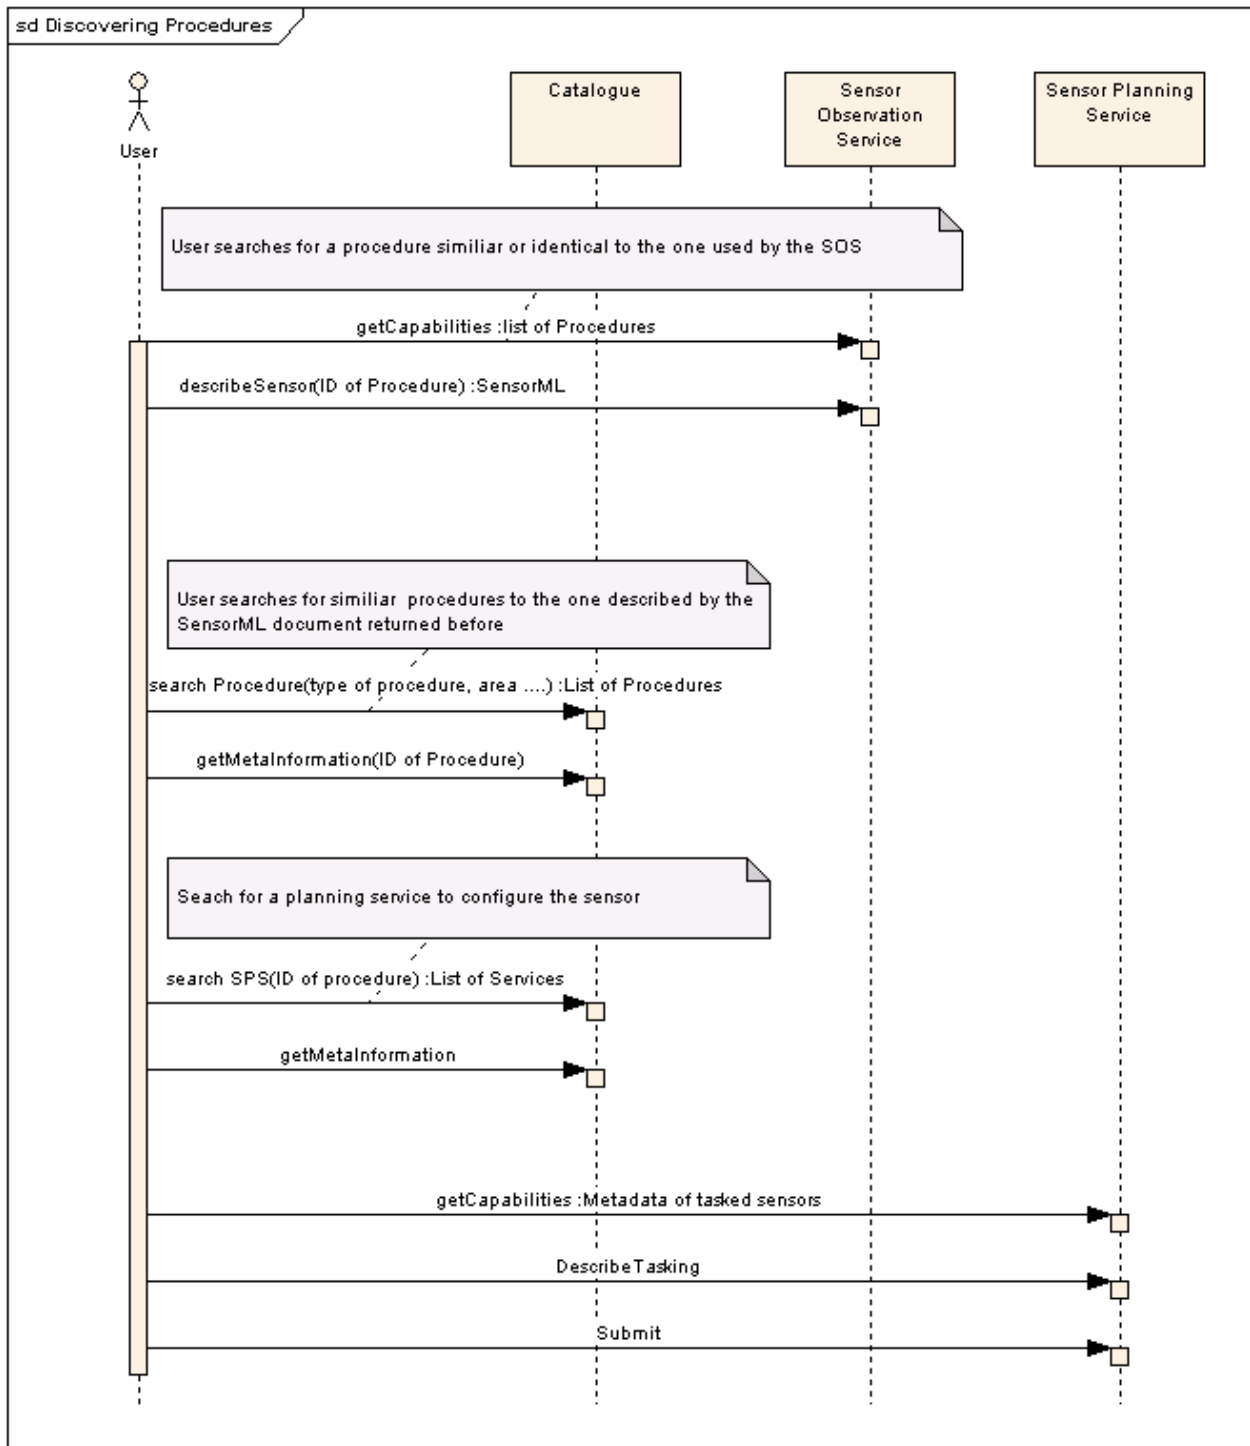 sd Discovering Procedures
User
Catalogue
Sensor
Observation
Service
Sensor Planning
Service
User searches for a procedure similiar or identical to the one used by the SOS
getCapabilities :list of Procedures
describeSensor(ID of Procedure) :SensorML
User searches for similiar  procedures to the one described by the
SensorML document returned before
search Procedure(type of procedure, area ....) :List of Procedures
getMetaInformation(ID of Procedure)
Seach for a planning service to configure the sensor
search SPS(ID of procedure) :List of Services
getMetaInformation
getCapabilities :Metadata of tasked sensors
DescribeTasking
Submit